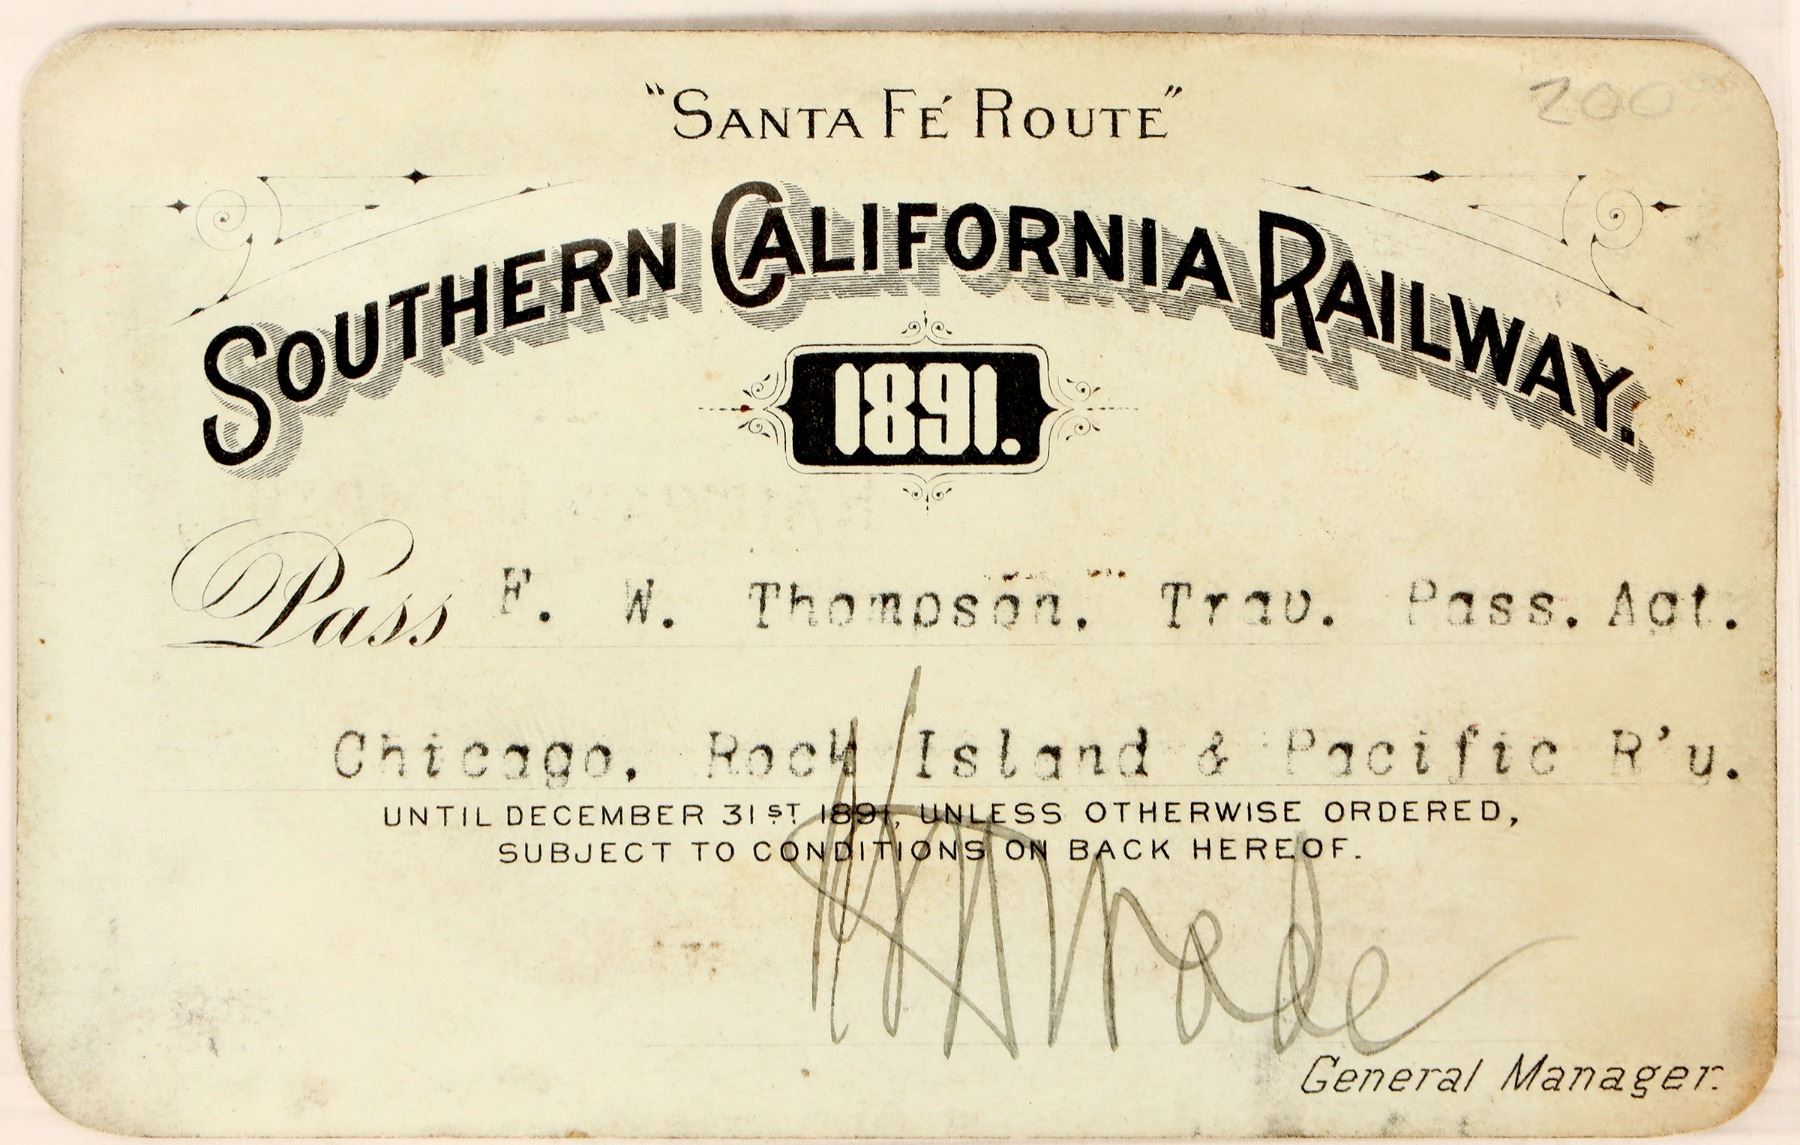 "SANTA FÉ ROUTE"
200⁰⁰
SOUTHERN CALIFORNIA RAILWAY.
1891.
Pass F. W. Thompson, Trav. Pass. Agt.
Chicago, Rock Island & Pacific R'y.
UNTIL DECEMBER 31ST 1891, UNLESS OTHERWISE ORDERED,
SUBJECT TO CONDITIONS ON BACK HEREOF.
General Manager.